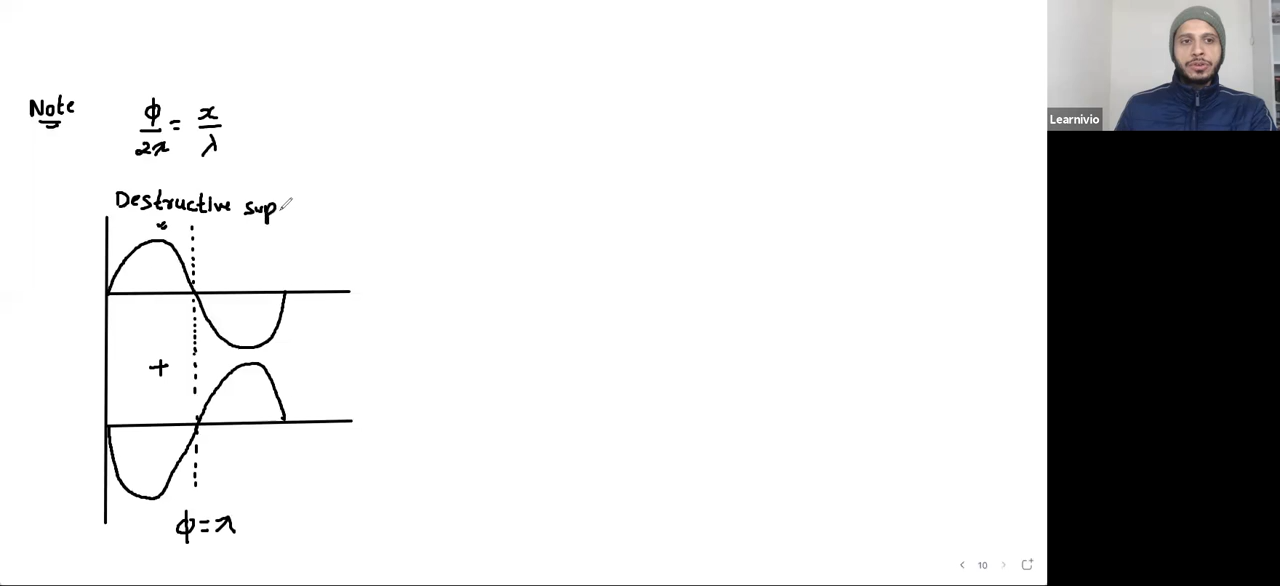 Note
ϕ/2π = x/λ
Destructive sup
+
ϕ=π
Learnivio
10